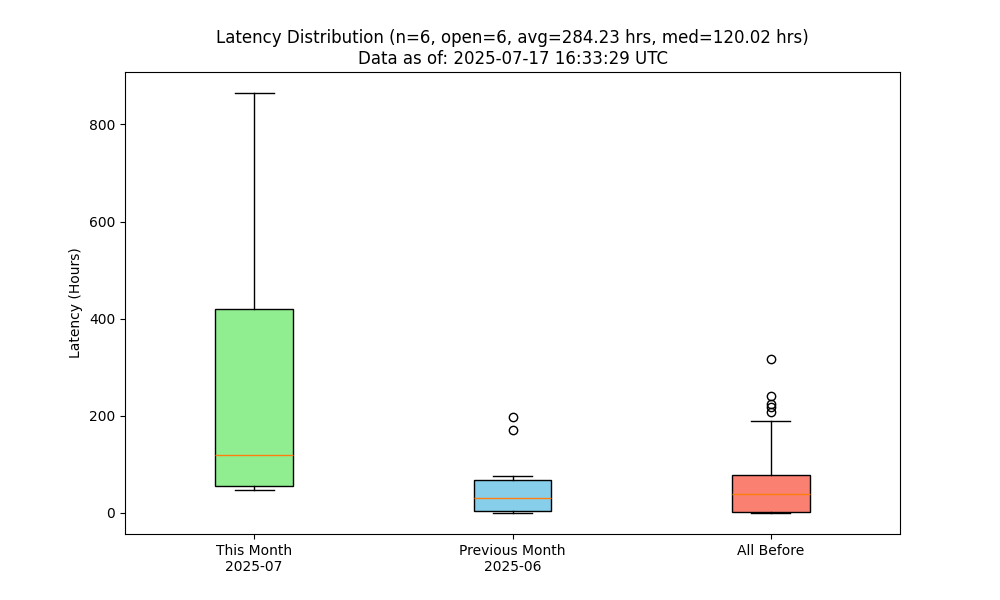 Latency Distribution (n=6, open=6, avg=284.23 hrs, med=120.02 hrs)
Data as of: 2025-07-17 16:33:29 UTC
Latency (Hours)
800
600
400
200
0
This Month
2025-07
Previous Month
2025-06
All Before